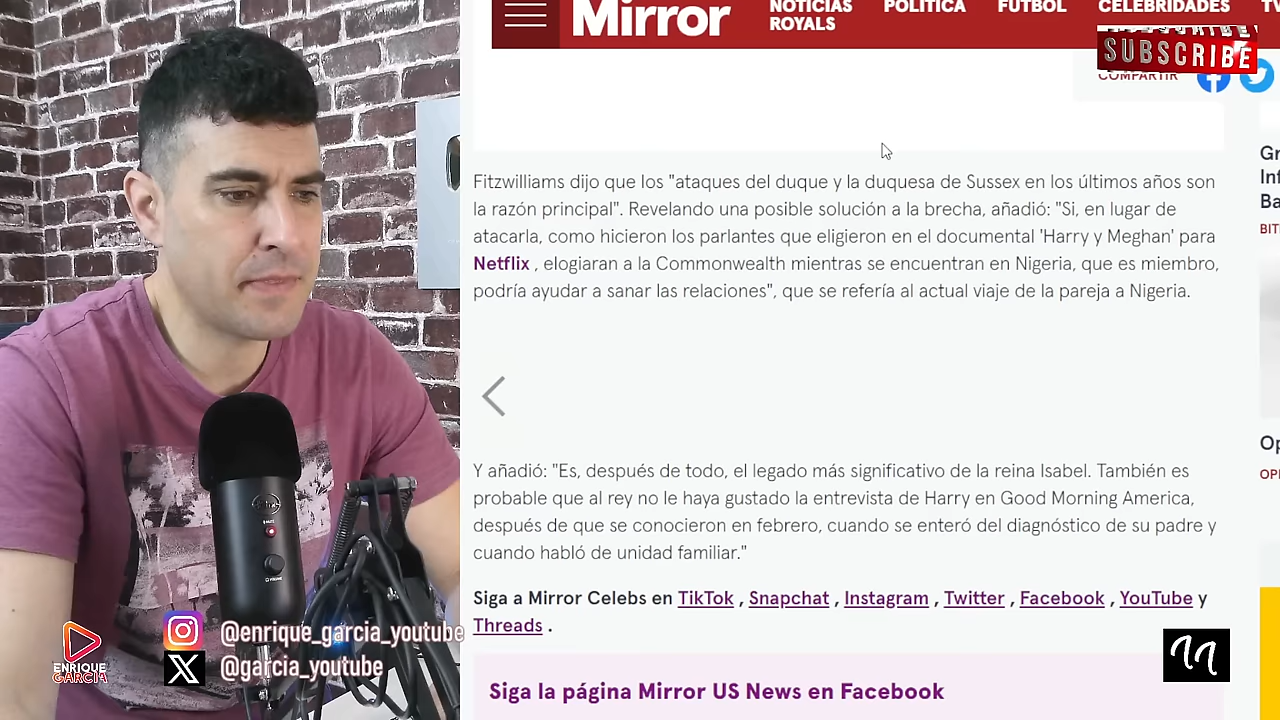 Mirror
NOTICIAS
ROYALS
POLÍTICA
FÚTBOL
CELEBRIDADES
TV
SUBSCRIBE
COMPARTIR
Fitzwilliams dijo que los "ataques del duque y la duquesa de Sussex en los últimos años son
la razón principal". Revelando una posible solución a la brecha, añadió: "Si, en lugar de
atacarla, como hicieron los parlantes que eligieron en el documental 'Harry y Meghan' para
Netflix , elogiaran a la Commonwealth mientras se encuentran en Nigeria, que es miembro,
podría ayudar a sanar las relaciones", que se refería al actual viaje de la pareja a Nigeria.
Y añadió: "Es, después de todo, el legado más significativo de la reina Isabel. También es
probable que al rey no le haya gustado la entrevista de Harry en Good Morning America,
después de que se conocieron en febrero, cuando se enteró del diagnóstico de su padre y
cuando habló de unidad familiar."
Siga a Mirror Celebs en TikTok , Snapchat , Instagram , Twitter , Facebook , YouTube y
Threads .
Siga la página Mirror US News en Facebook
@enrique_garcia_youtube
@garcia_youtube
ENRIQUE
GARCIA